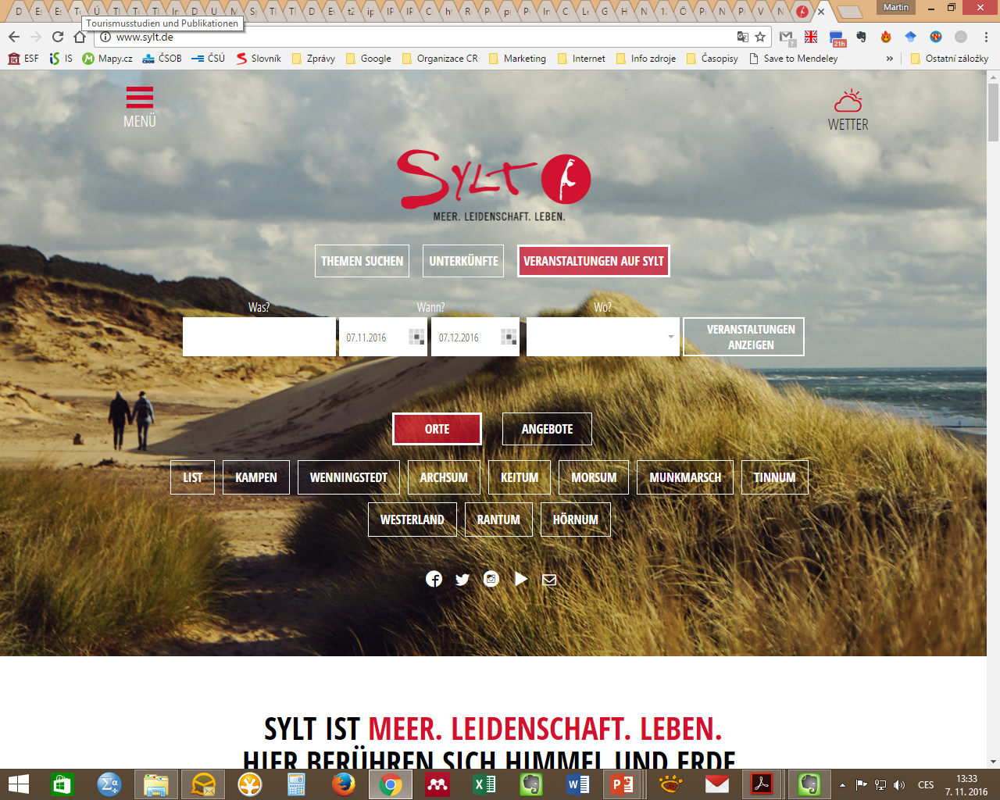 Martin
Tourismusstudien und Publikationen
www.sylt.de
7
21h
ESF
IS
Mapy.cz
ČSOB
ČSÚ
Slovník
Zprávy
Google
Organizace CR
Marketing
Internet
Info zdroje
Časopisy
Save to Mendeley
»
Ostatní záložky
MENÜ
WETTER
SYLT
MEER. LEIDENSCHAFT. LEBEN.
THEMEN SUCHEN
UNTERKÜNFTE
VERANSTALTUNGEN AUF SYLT
Was?
Wann?
Wo?
07.11.2016
07.12.2016
VERANSTALTUNGEN
ANZEIGEN
ORTE
ANGEBOTE
LIST
KAMPEN
WENNINGSTEDT
ARCHSUM
KEITUM
MORSUM
MUNKMARSCH
TINNUM
WESTERLAND
RANTUM
HÖRNUM
SYLT IST MEER. LEIDENSCHAFT. LEBEN.
HIER BERÜHREN SICH HIMMEL UND ERDE
CES
13:33
7. 11. 2016